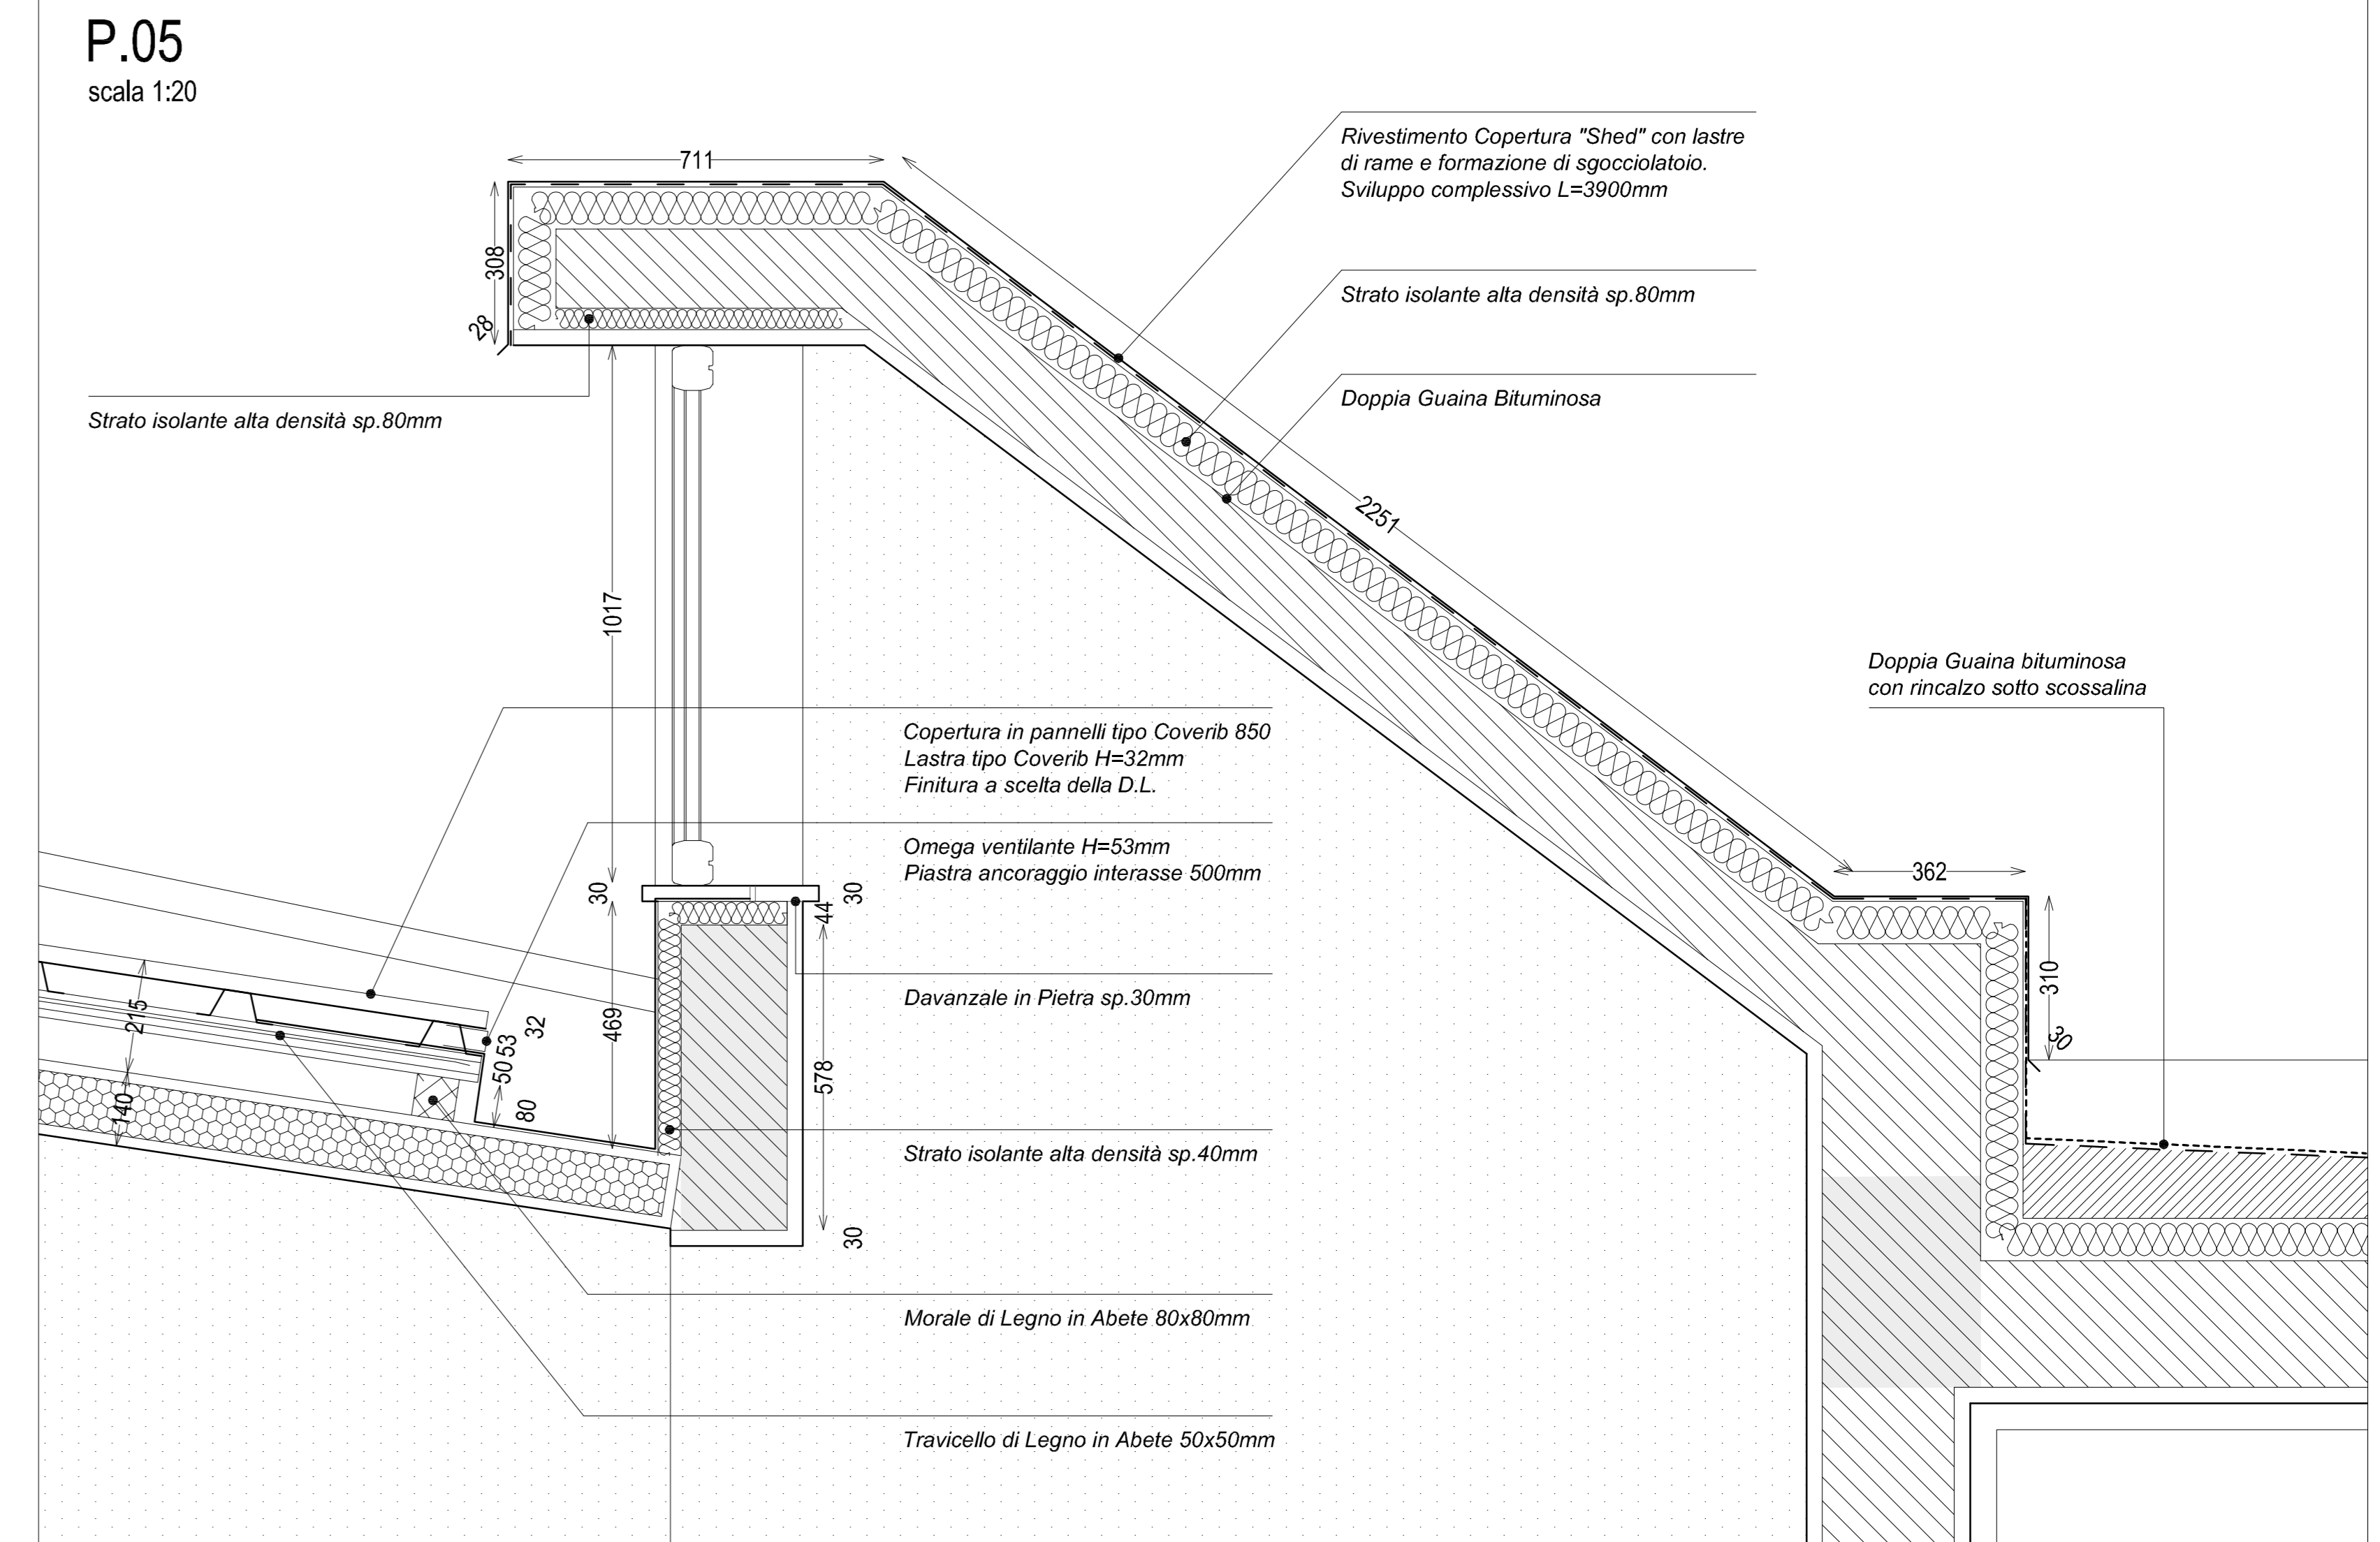 P.05
scala 1:20
711
Rivestimento Copertura "Shed" con lastre
di rame e formazione di sgocciolatoio.
Sviluppo complessivo L=3900mm
308
28
Strato isolante alta densità sp.80mm
Doppia Guaina Bituminosa
Strato isolante alta densità sp.80mm
2251
1017
Doppia Guaina bituminosa
con rincalzo sotto scossalina
Copertura in pannelli tipo Coverib 850
Lastra tipo Coverib H=32mm
Finitura a scelta della D.L.
Omega ventilante H=53mm
Piastra ancoraggio interasse 500mm
362
30
30
44
310
30
Davanzale in Pietra sp.30mm
215
32
53
50
469
578
80
140
Strato isolante alta densità sp.40mm
30
Morale di Legno in Abete 80x80mm
Travicello di Legno in Abete 50x50mm